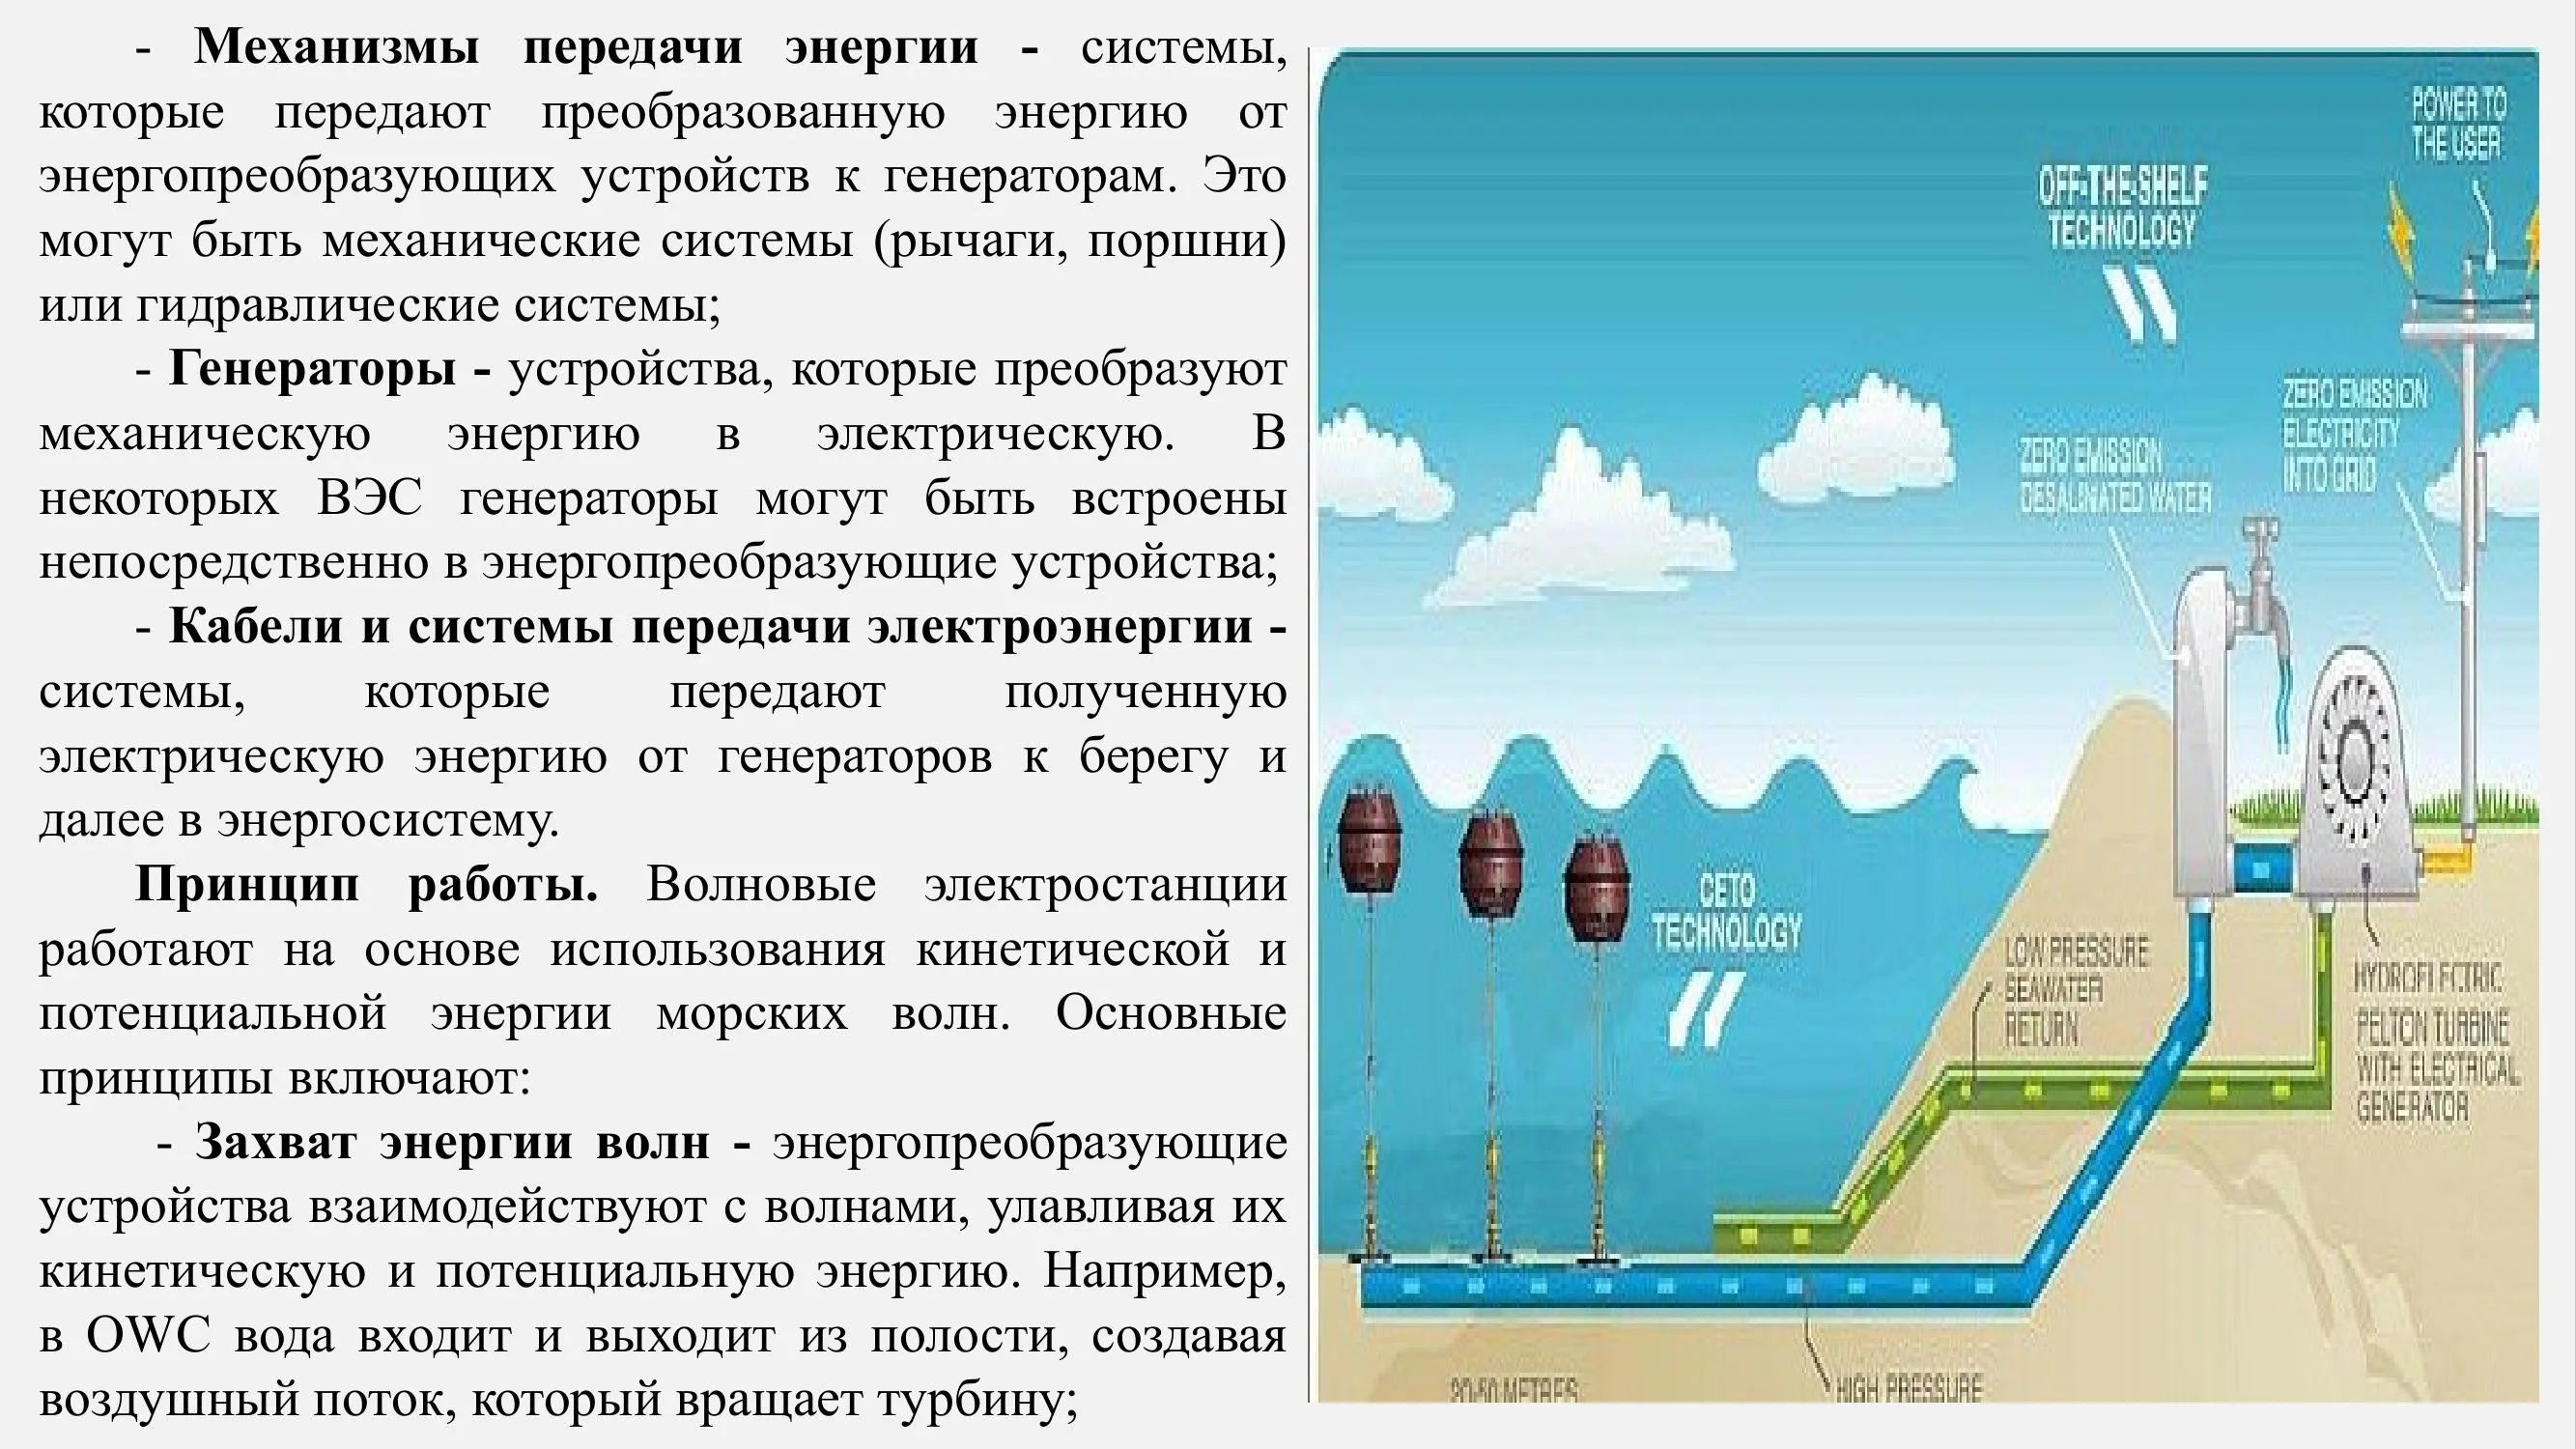 - Механизмы передачи энергии - системы,
которые передают преобразованную энергию от
энергопреобразующих устройств к генераторам. Это
могут быть механические системы (рычаги, поршни)
или гидравлические системы;
- Генераторы - устройства, которые преобразуют
механическую энергию в электрическую. В
некоторых ВЭС генераторы могут быть встроены
непосредственно в энергопреобразующие устройства;
- Кабели и системы передачи электроэнергии -
системы, которые передают полученную
электрическую энергию от генераторов к берегу и
далее в энергосистему.
Принцип работы. Волновые электростанции
работают на основе использования кинетической и
потенциальной энергии морских волн. Основные
принципы включают:
- Захват энергии волн - энергопреобразующие
устройства взаимодействуют с волнами, улавливая их
кинетическую и потенциальную энергию. Например,
в OWC вода входит и выходит из полости, создавая
воздушный поток, который вращает турбину;
POWER TO
THE USER
OFF-THE-SHELF
TECHNOLOGY
ZERO EMISSION
ELECTRICITY
INTO GRID
ZERO EMISSION
DESALINATED WATER
CETO
TECHNOLOGY
LOW PRESSURE
SEAWATER
RETURN
HYDROELECTRIC
PELTON TURBINE
WITH ELECTRICAL
GENERATOR
20-50 METRES
HIGH PRESSURE